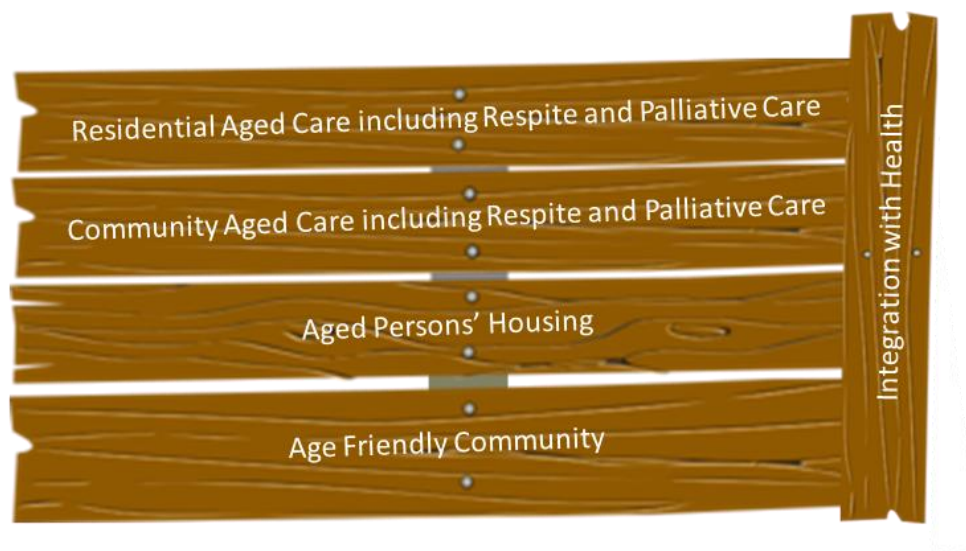 Residential Aged Care including Respite and Palliative Care
Community Aged Care including Respite and Palliative Care
Aged Persons’ Housing
Age Friendly Community
Integration with Health